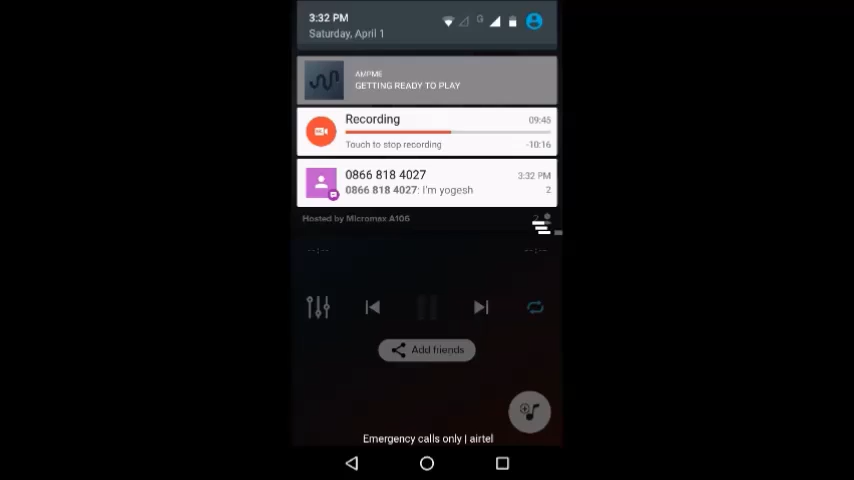 3:32 PM
Saturday, April 1
G
AMPME
GETTING READY TO PLAY
Recording 09:45
Touch to stop recording -10:16
0866 818 4027 3:32 PM
0866 818 4027: I'm yogesh 2
Hosted by Micromax A106
--:-- --:--
Add friends
Emergency calls only | airtel